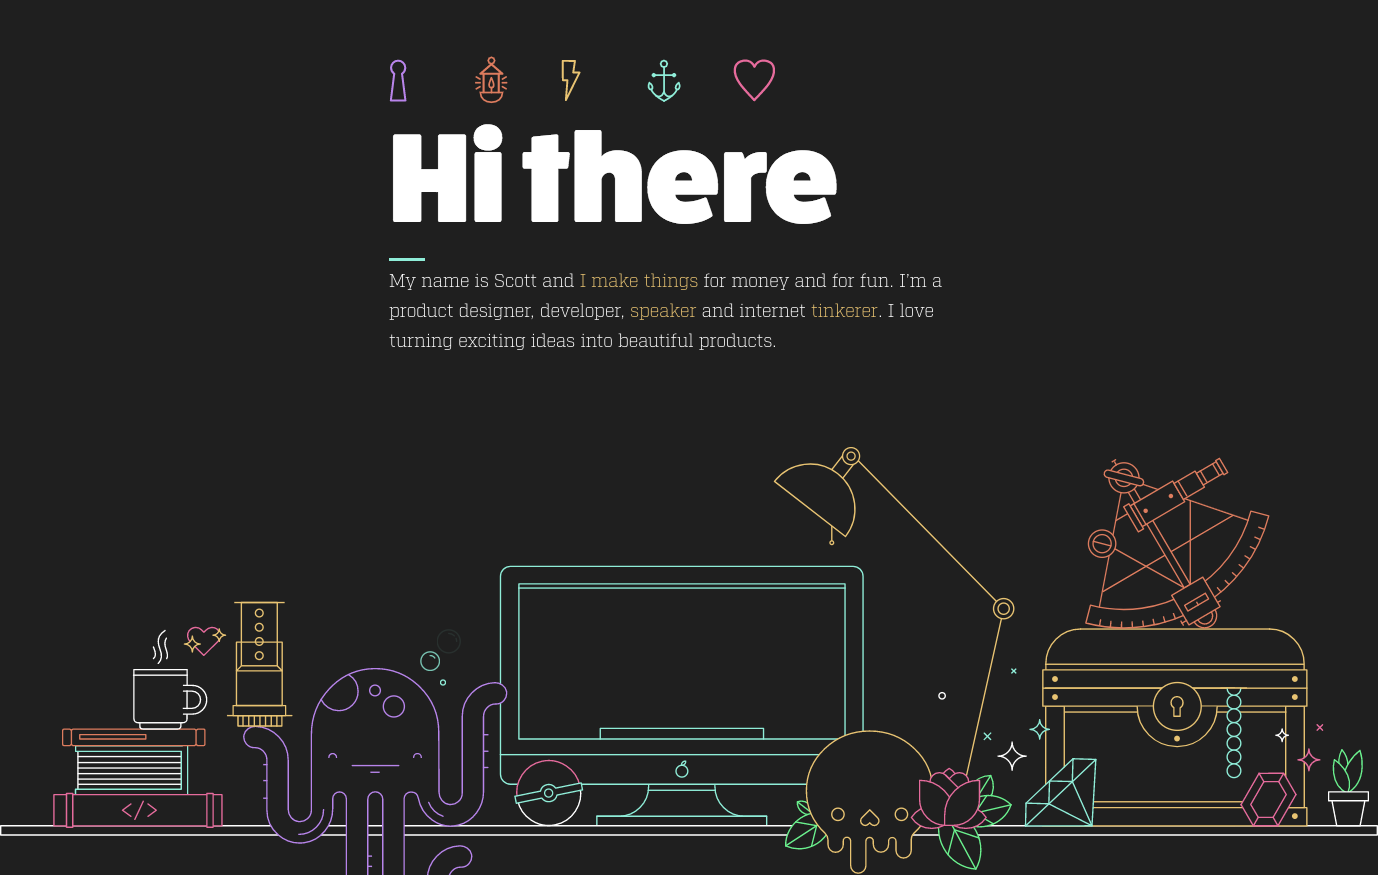 Hi there
My name is Scott and I make things for money and for fun. I'm a
product designer, developer, speaker and internet tinkerer. I love
turning exciting ideas into beautiful products.
</>